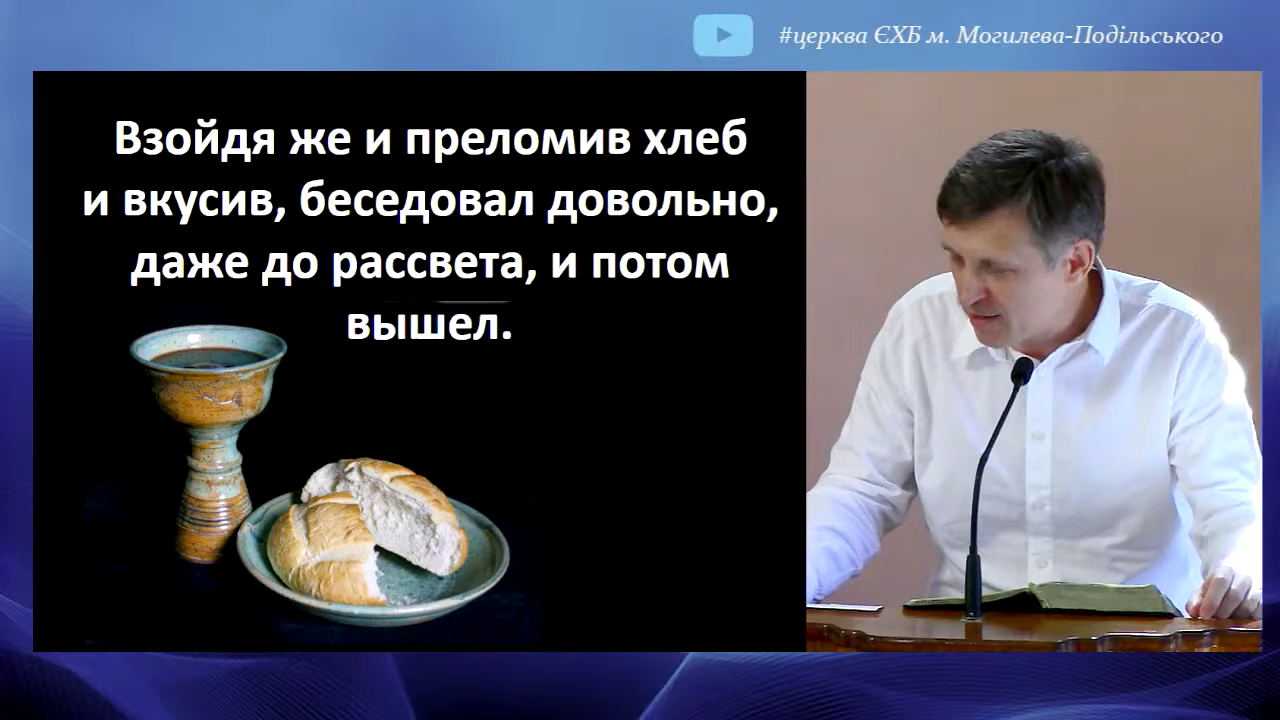 #церква ЄХБ м. Могилева-Подільського
Взойдя же и преломив хлеб
и вкусив, беседовал довольно,
даже до рассвета, и потом
вышел.